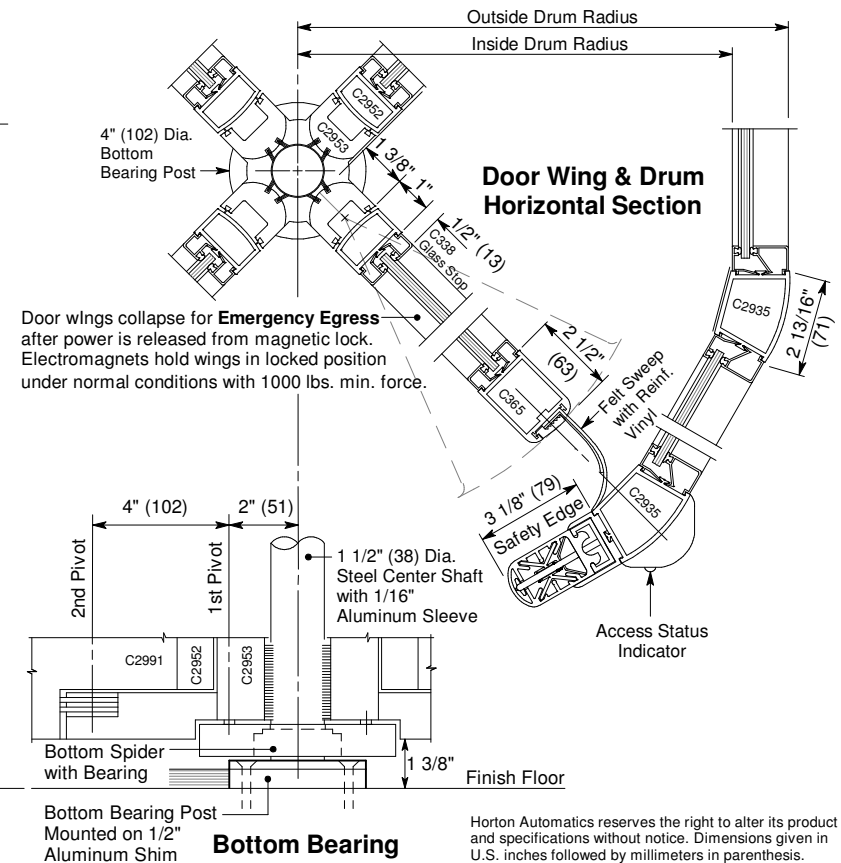 Outside Drum Radius
Inside Drum Radius
4" (102) Dia.
Bottom
Bearing Post
C2952
C2953
1 3/8"
1"
1/2" (13)
C338
Glass Stop
Door Wing & Drum
Horizontal Section
C2935
2 13/16"
(71)
Door wIngs collapse for Emergency Egress
after power is released from magnetic lock.
Electromagnets hold wings in locked position
under normal conditions with 1000 lbs. min. force.
2 1/2"
(63)
C365
Felt Sweep
with Reinf.
Vinyl
C2935
3 1/8" (79)
Safety Edge
Access Status
Indicator
4" (102)
2" (51)
2nd Pivot
1st Pivot
1 1/2" (38) Dia.
Steel Center Shaft
with 1/16"
Aluminum Sleeve
C2991
C2952
C2953
Bottom Spider
with Bearing
1 3/8"
Finish Floor
Bottom Bearing Post
Mounted on 1/2"
Aluminum Shim
Bottom Bearing
Horton Automatics reserves the right to alter its product
and specifications without notice. Dimensions given in
U.S. inches followed by millimeters in parenthesis.